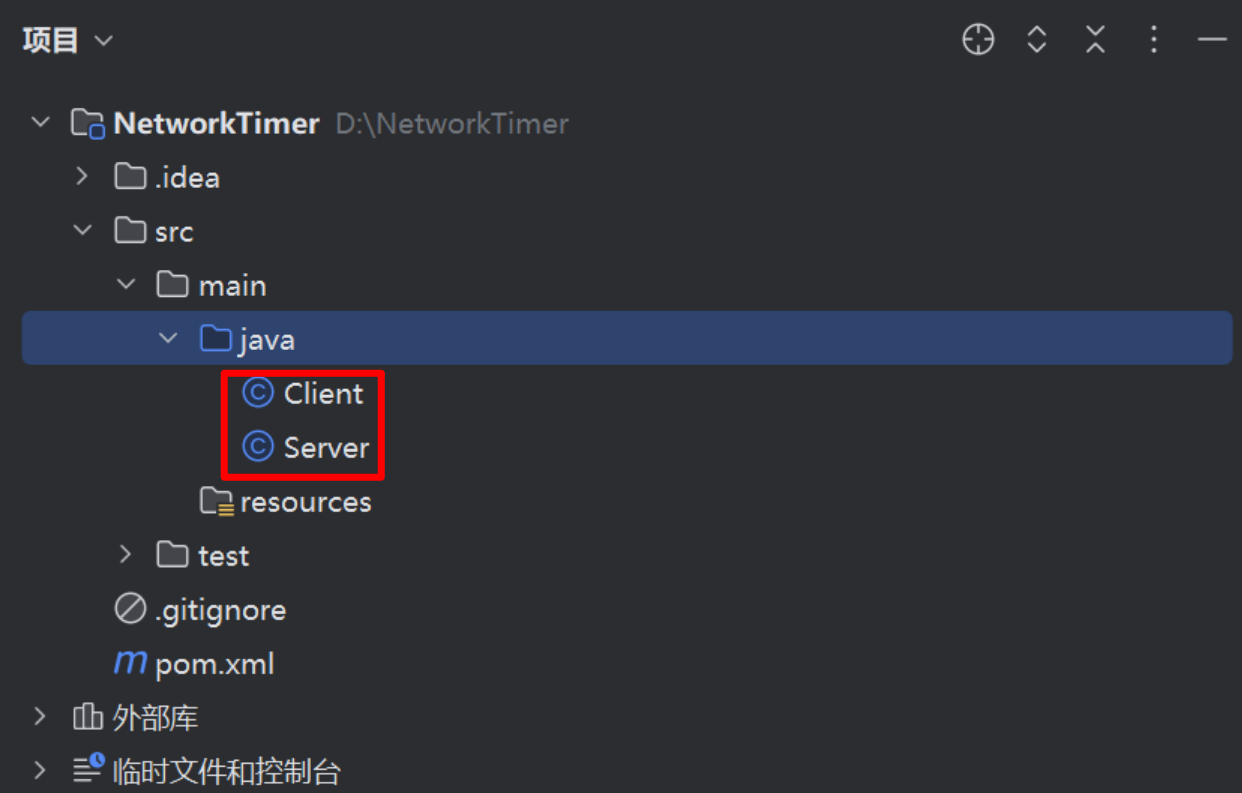 项目
NetworkTimer D:\NetworkTimer
.idea
src
main
java
Client
Server
resources
test
.gitignore
pom.xml
外部库
临时文件和控制台